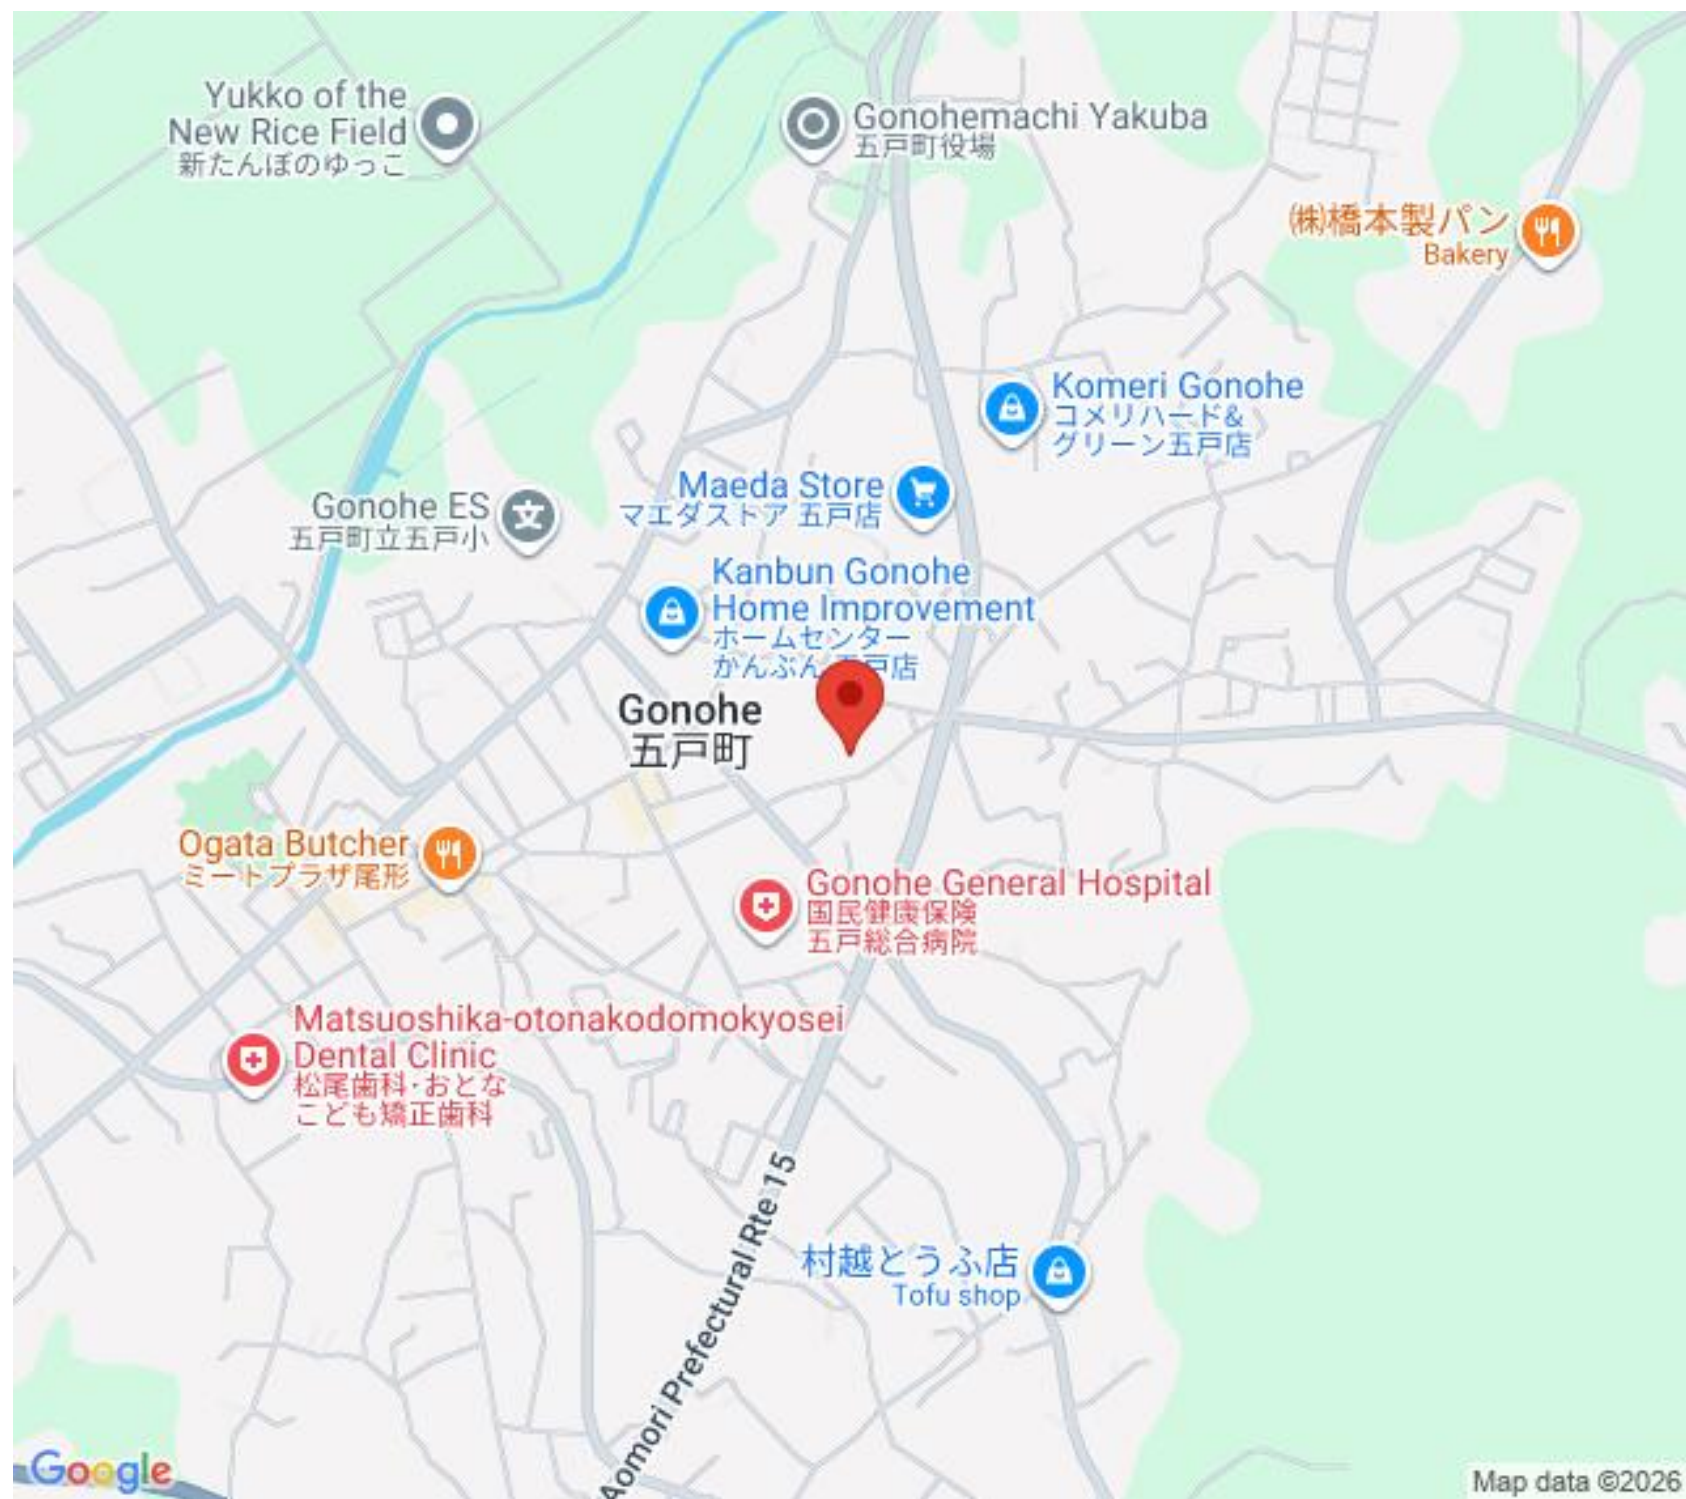 Yukko of the
New Rice Field
新たんぼのゆっこ
Gonohemachi Yakuba
五戸町役場
㈱橋本製パン
Bakery
Komeri Gonohe
コメリハード&
グリーン五戸店
Maeda Store
マエダストア 五戸店
Gonohe ES
五戸町立五戸小
Kanbun Gonohe
Home Improvement
ホームセンター
かんぶん 五戸店
Gonohe
五戸町
Ogata Butcher
ミートプラザ尾形
Gonohe General Hospital
国民健康保険
五戸総合病院
Matsuoshika-otonakodomokyosei
Dental Clinic
松尾歯科・おとな
こども矯正歯科
Aomori Prefectural Rte 15
村越とうふ店
Tofu shop
Google
Map data ©2026